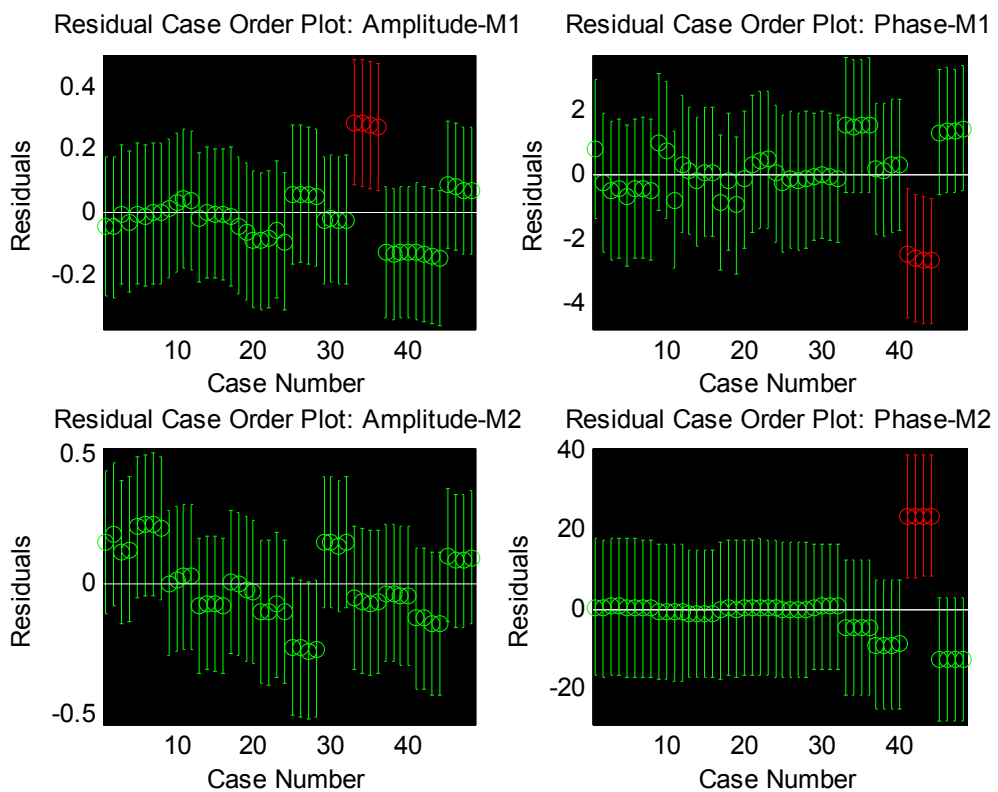 Residual Case Order Plot: Amplitude-M1
0.4
0.2
0
-0.2
Residuals
10 20 30 40
Case Number
Residual Case Order Plot: Phase-M1
2
0
-2
-4
Residuals
10 20 30 40
Case Number
Residual Case Order Plot: Amplitude-M2
0.5
0
-0.5
Residuals
10 20 30 40
Case Number
Residual Case Order Plot: Phase-M2
40
20
0
-20
Residuals
10 20 30 40
Case Number